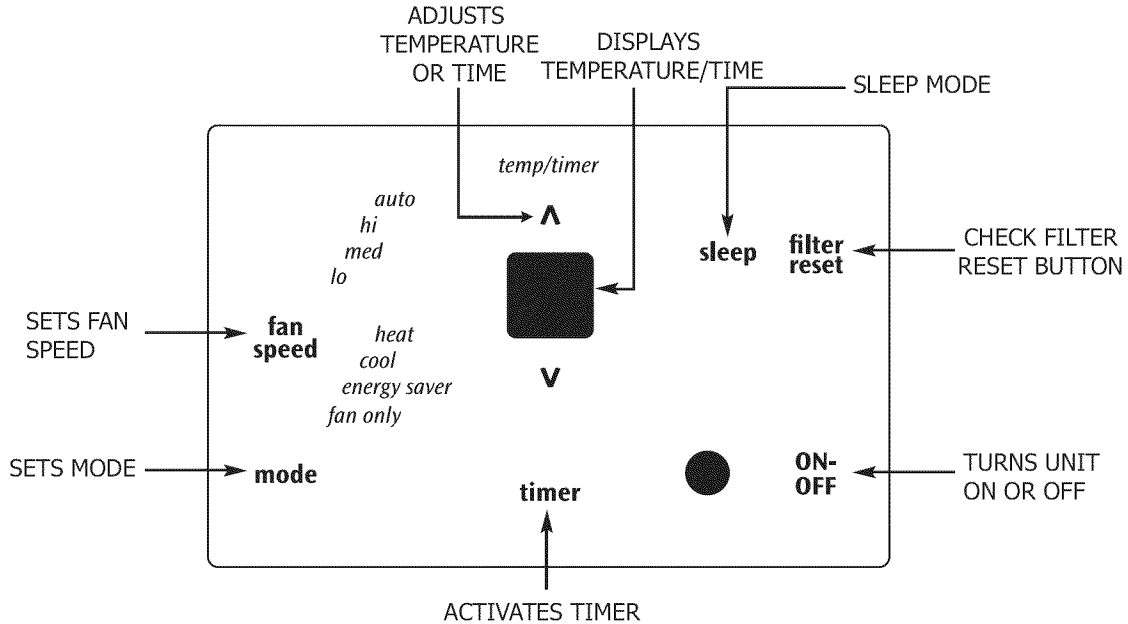 ADJUSTS
TEMPERATURE
OR TIME
DISPLAYS
TEMPERATURE/TIME
SLEEP MODE
temp/timer
auto
hi
med
lo
∧
sleep
filter
reset
CHECK FILTER
RESET BUTTON
SETS FAN
SPEED
fan
speed
heat
cool
energy saver
fan only
∨
SETS MODE
mode
timer
ON-
OFF
TURNS UNIT
ON OR OFF
ACTIVATES TIMER